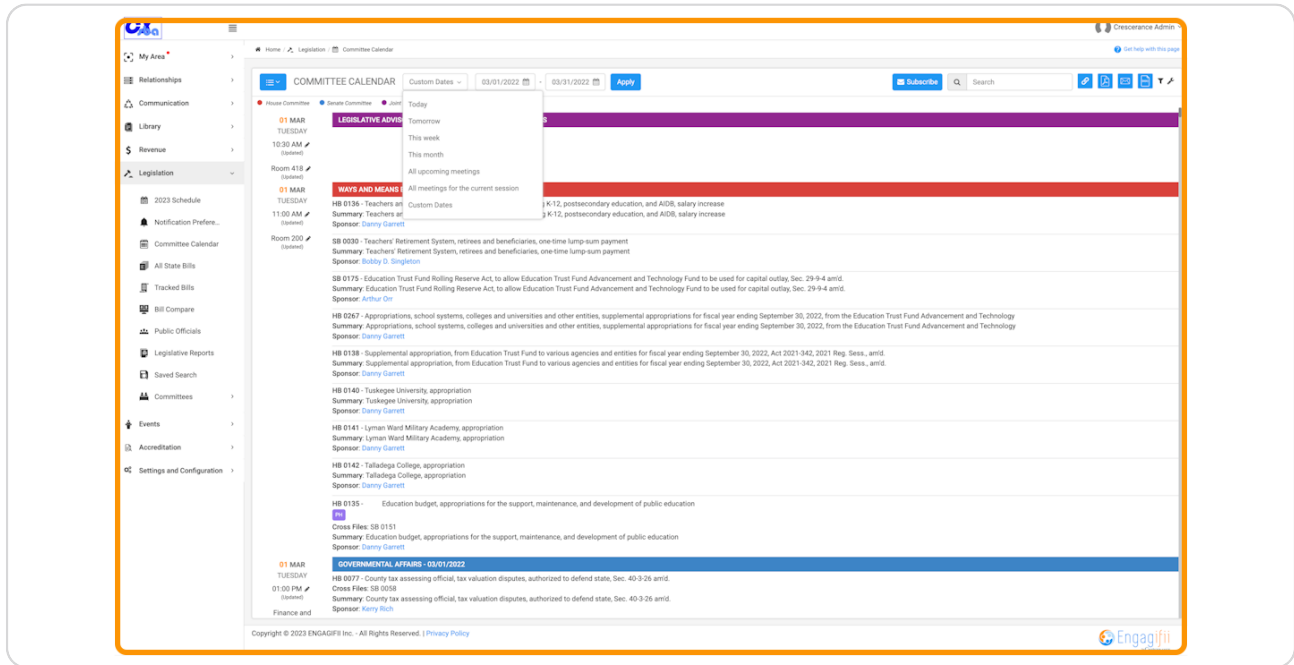 Crescerance Admin
My Area
Home / Legislation / Committee Calendar
Get help with this page
Relationships
Communication
Library
Revenue
Legislation
2023 Schedule
Notification Prefere...
Committee Calendar
All State Bills
Tracked Bills
Bill Compare
Public Officials
Legislative Reports
Saved Search
Committees
Events
Accreditation
Settings and Configuration
COMMITTEE CALENDAR Custom Dates 03/01/2022 - 03/31/2022 Apply
Subscribe Search
House Committee Senate Committee Joint
Today
Tomorrow
This week
This month
All upcoming meetings
All meetings for the current session
Custom Dates
01 MAR
TUESDAY
10:30 AM
(Updated)
Room 418
(Updated)
LEGISLATIVE
01 MAR
TUESDAY
11:00 AM
(Updated)
Room 200
(Updated)
WAYS AND MEANS
HB 0136 - Teachers K-12, postsecondary education, and AIDB, salary increase
Summary: Teachers K-12, postsecondary education, and AIDB, salary increase
Sponsor: Danny Garrett
SB 0030 - Teachers' Retirement System, retirees and beneficiaries, one-time lump-sum payment
Summary: Teachers' Retirement System, retirees and beneficiaries, one-time lump-sum payment
Sponsor: Bobby D. Singleton
SB 0175 - Education Trust Fund Rolling Reserve Act, to allow Education Trust Fund Advancement and Technology Fund to be used for capital outlay, Sec. 29-9-4 am'd.
Summary: Education Trust Fund Rolling Reserve Act, to allow Education Trust Fund Advancement and Technology Fund to be used for capital outlay, Sec. 29-9-4 am'd.
Sponsor: Arthur Orr
HB 0267 - Appropriations, school systems, colleges and universities and other entities, supplemental appropriations for fiscal year ending September 30, 2022, from the Education Trust Fund Advancement and Technology
Summary: Appropriations, school systems, colleges and universities and other entities, supplemental appropriations for fiscal year ending September 30, 2022, from the Education Trust Fund Advancement and Technology
Sponsor: Danny Garrett
HB 0138 - Supplemental appropriation, from Education Trust Fund to various agencies and entities for fiscal year ending September 30, 2022, Act 2021-342, 2021 Reg. Sess., am'd.
Summary: Supplemental appropriation, from Education Trust Fund to various agencies and entities for fiscal year ending September 30, 2022, Act 2021-342, 2021 Reg. Sess., am'd.
Sponsor: Danny Garrett
HB 0140 - Tuskegee University, appropriation
Summary: Tuskegee University, appropriation
Sponsor: Danny Garrett
HB 0141 - Lyman Ward Military Academy, appropriation
Summary: Lyman Ward Military Academy, appropriation
Sponsor: Danny Garrett
HB 0142 - Talladega College, appropriation
Summary: Talladega College, appropriation
Sponsor: Danny Garrett
HB 0135 - Education budget, appropriations for the support, maintenance, and development of public education
PH
Cross Files: SB 0151
Summary: Education budget, appropriations for the support, maintenance, and development of public education
Sponsor: Danny Garrett
01 MAR
TUESDAY
01:00 PM
(Updated)
Finance and
GOVERNMENTAL AFFAIRS - 03/01/2022
HB 0077 - County tax assessing official, tax valuation disputes, authorized to defend state, Sec. 40-3-26 am'd.
Cross Files: SB 0058
Summary: County tax assessing official, tax valuation disputes, authorized to defend state, Sec. 40-3-26 am'd.
Sponsor: Kerry Rich
Copyright © 2023 ENGAGIFII Inc. - All Rights Reserved. | Privacy Policy
Engagifii